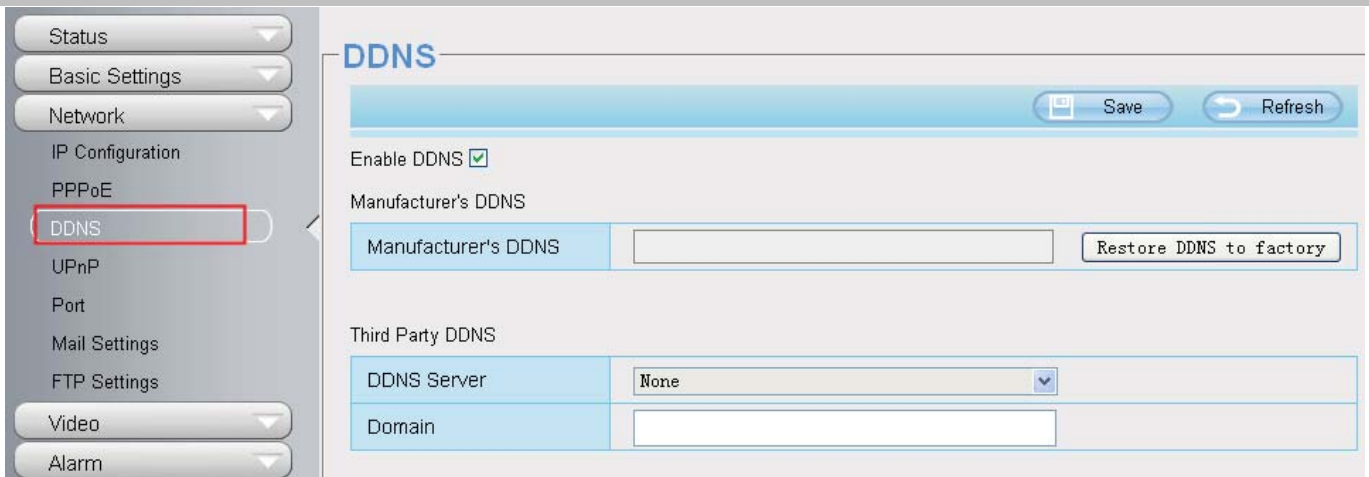 Status
Basic Settings
Network
IP Configuration
PPPoE
DDNS
UPnP
Port
Mail Settings
FTP Settings
Video
Alarm
DDNS
Save
Refresh
Enable DDNS
Manufacturer's DDNS
Manufacturer's DDNS
Restore DDNS to factory
Third Party DDNS
DDNS Server
None
Domain